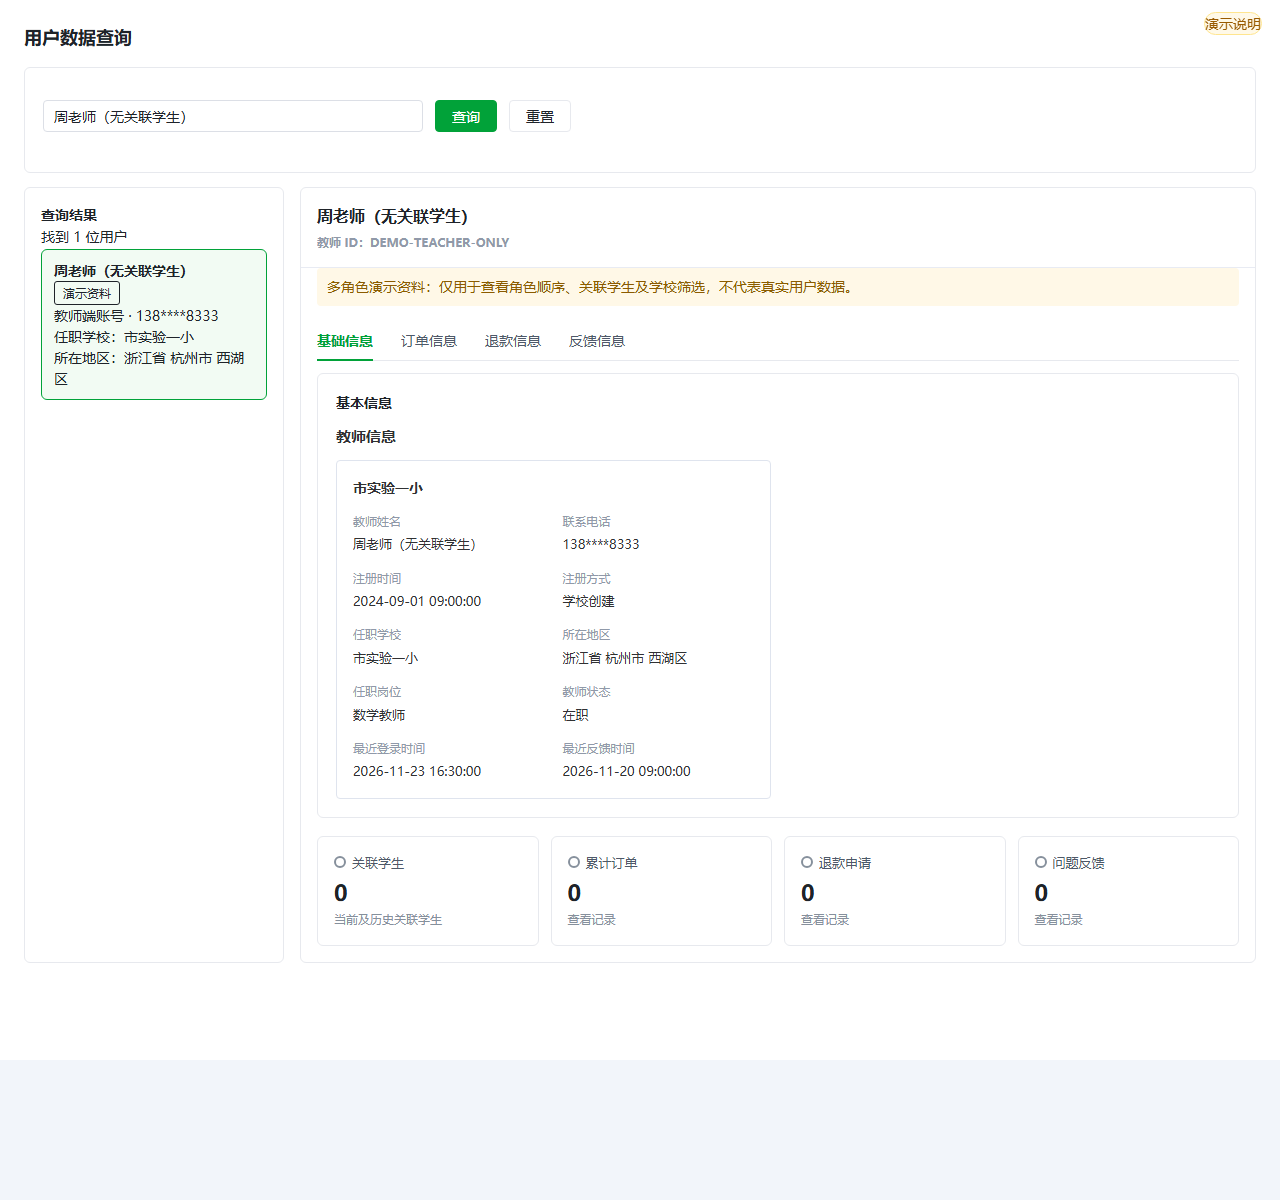 用户数据查询
演示说明
周老师（无关联学生）
查询
重置
查询结果
找到 1 位用户
周老师（无关联学生）
演示资料
教师端账号 · 138****8333
任职学校：市实验一小
所在地区：浙江省 杭州市 西湖
区
周老师（无关联学生）
教师 ID：DEMO-TEACHER-ONLY
多角色演示资料：仅用于查看角色顺序、关联学生及学校筛选，不代表真实用户数据。
基础信息
订单信息
退款信息
反馈信息
基本信息
教师信息
市实验一小
教师姓名
联系电话
周老师（无关联学生）
138****8333
注册时间
注册方式
2024-09-01 09:00:00
学校创建
任职学校
所在地区
市实验一小
浙江省 杭州市 西湖区
任职岗位
教师状态
数学教师
在职
最近登录时间
最近反馈时间
2026-11-23 16:30:00
2026-11-20 09:00:00
关联学生
0
当前及历史关联学生
累计订单
0
查看记录
退款申请
0
查看记录
问题反馈
0
查看记录